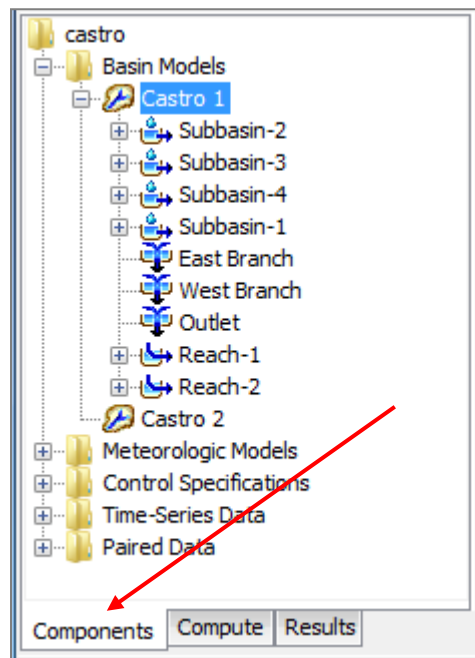 castro
Basin Models
Castro 1
Subbasin-2
Subbasin-3
Subbasin-4
Subbasin-1
East Branch
West Branch
Outlet
Reach-1
Reach-2
Castro 2
Meteorologic Models
Control Specifications
Time-Series Data
Paired Data
Components Compute Results